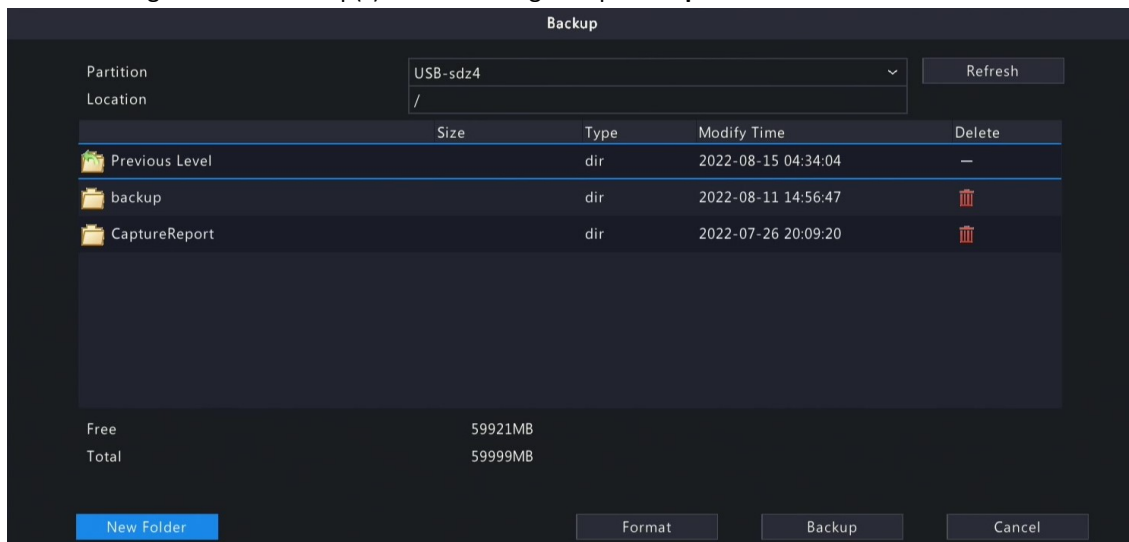 Backup
Partition USB-sdz4 Refresh
Location /
Size Type Modify Time Delete
Previous Level dir 2022-08-15 04:34:04 —
backup dir 2022-08-11 14:56:47
CaptureReport dir 2022-07-26 20:09:20
Free 59921MB
Total 59999MB
New Folder Format Backup Cancel